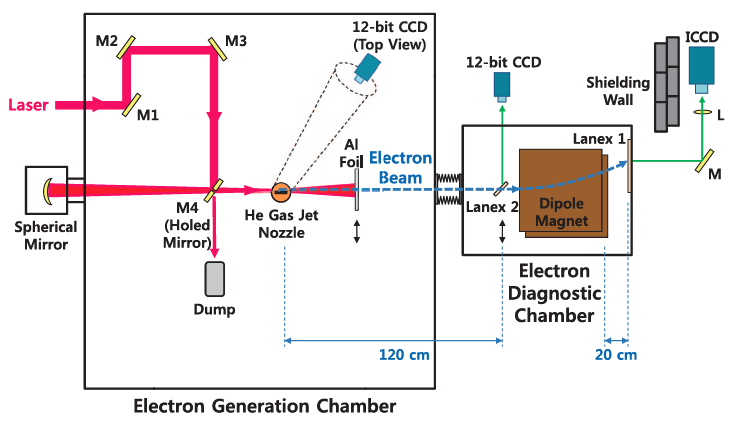 12-bit CCD
(Top View)
M2
M3
Laser
M1
Al
Foil
Electron
Beam
12-bit CCD
ICCD
Shielding
Wall
L
Lanex 1
M
Spherical
Mirror
M4
(Holed
Mirror)
He Gas Jet
Nozzle
Lanex 2
Dipole
Magnet
Dump
Electron
Diagnostic
Chamber
120 cm
20 cm
Electron Generation Chamber